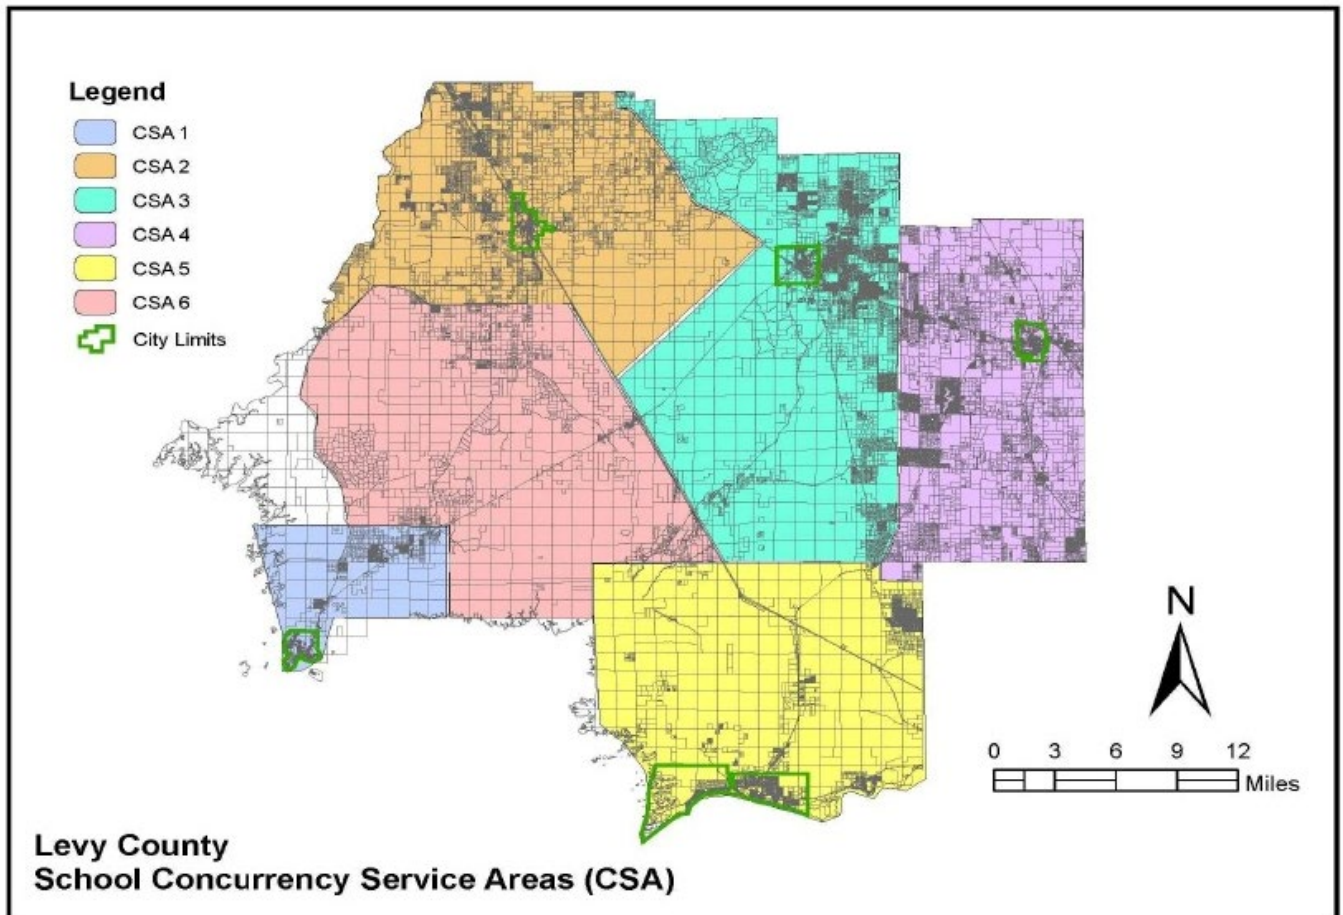 Legend
CSA 1
CSA 2
CSA 3
CSA 4
CSA 5
CSA 6
City Limits
N
0 3 6 9 12
Miles
Levy County
School Concurrency Service Areas (CSA)